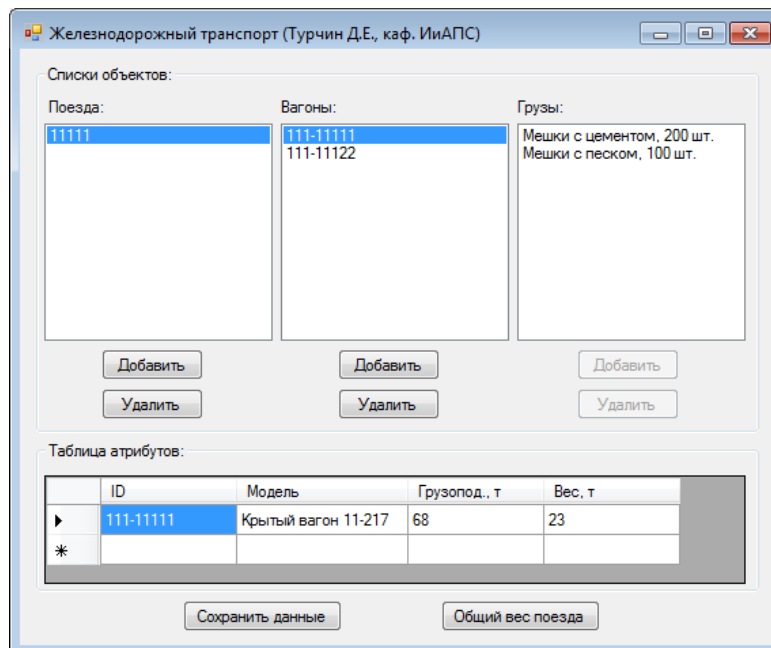 Железнодорожный транспорт (Турчин Д.Е., каф. ИиАПС)
Списки объектов:
Поезда: Вагоны: Грузы:
11111 111-11111 Мешки с цементом, 200 шт.
111-11122 Мешки с песком, 100 шт.
Добавить Добавить Добавить
Удалить Удалить Удалить
Таблица атрибутов:
ID Модель Грузопод., т Вес, т
111-11111 Крытый вагон 11-217 68 23
Сохранить данные Общий вес поезда